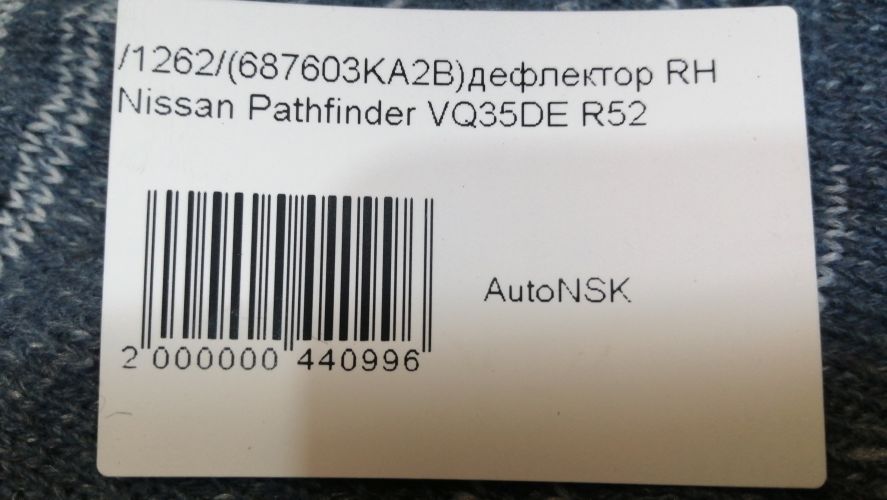 /1262/(687603KA2B)дефлектор RH
Nissan Pathfinder VQ35DE R52
AutoNSK
2 000000 440996